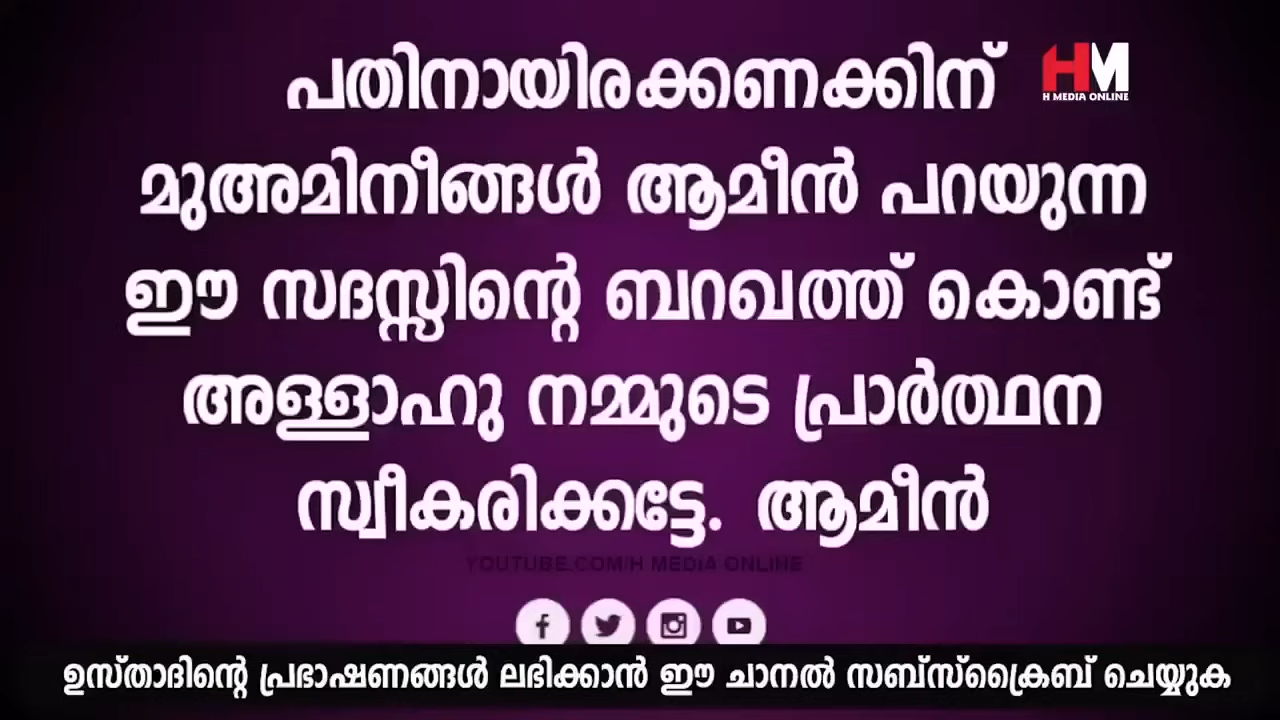 പതിനായിരക്കണക്കിന്
HM
H MEDIA ONLINE
മുഅമിനീങ്ങൾ ആമീൻ പറയുന്ന
ഈ സദസ്സിന്റെ ബറഖത്ത് കൊണ്ട്
അള്ളാഹു നമ്മുടെ പ്രാർത്ഥന
സ്വീകരിക്കട്ടേ. ആമീൻ
YOUTUBE.COM/H MEDIA ONLINE
ഉസ്താദിന്റെ പ്രഭാഷണങ്ങൾ ലഭിക്കാൻ ഈ ചാനൽ സബ്സ്ക്രൈബ് ചെയ്യുക